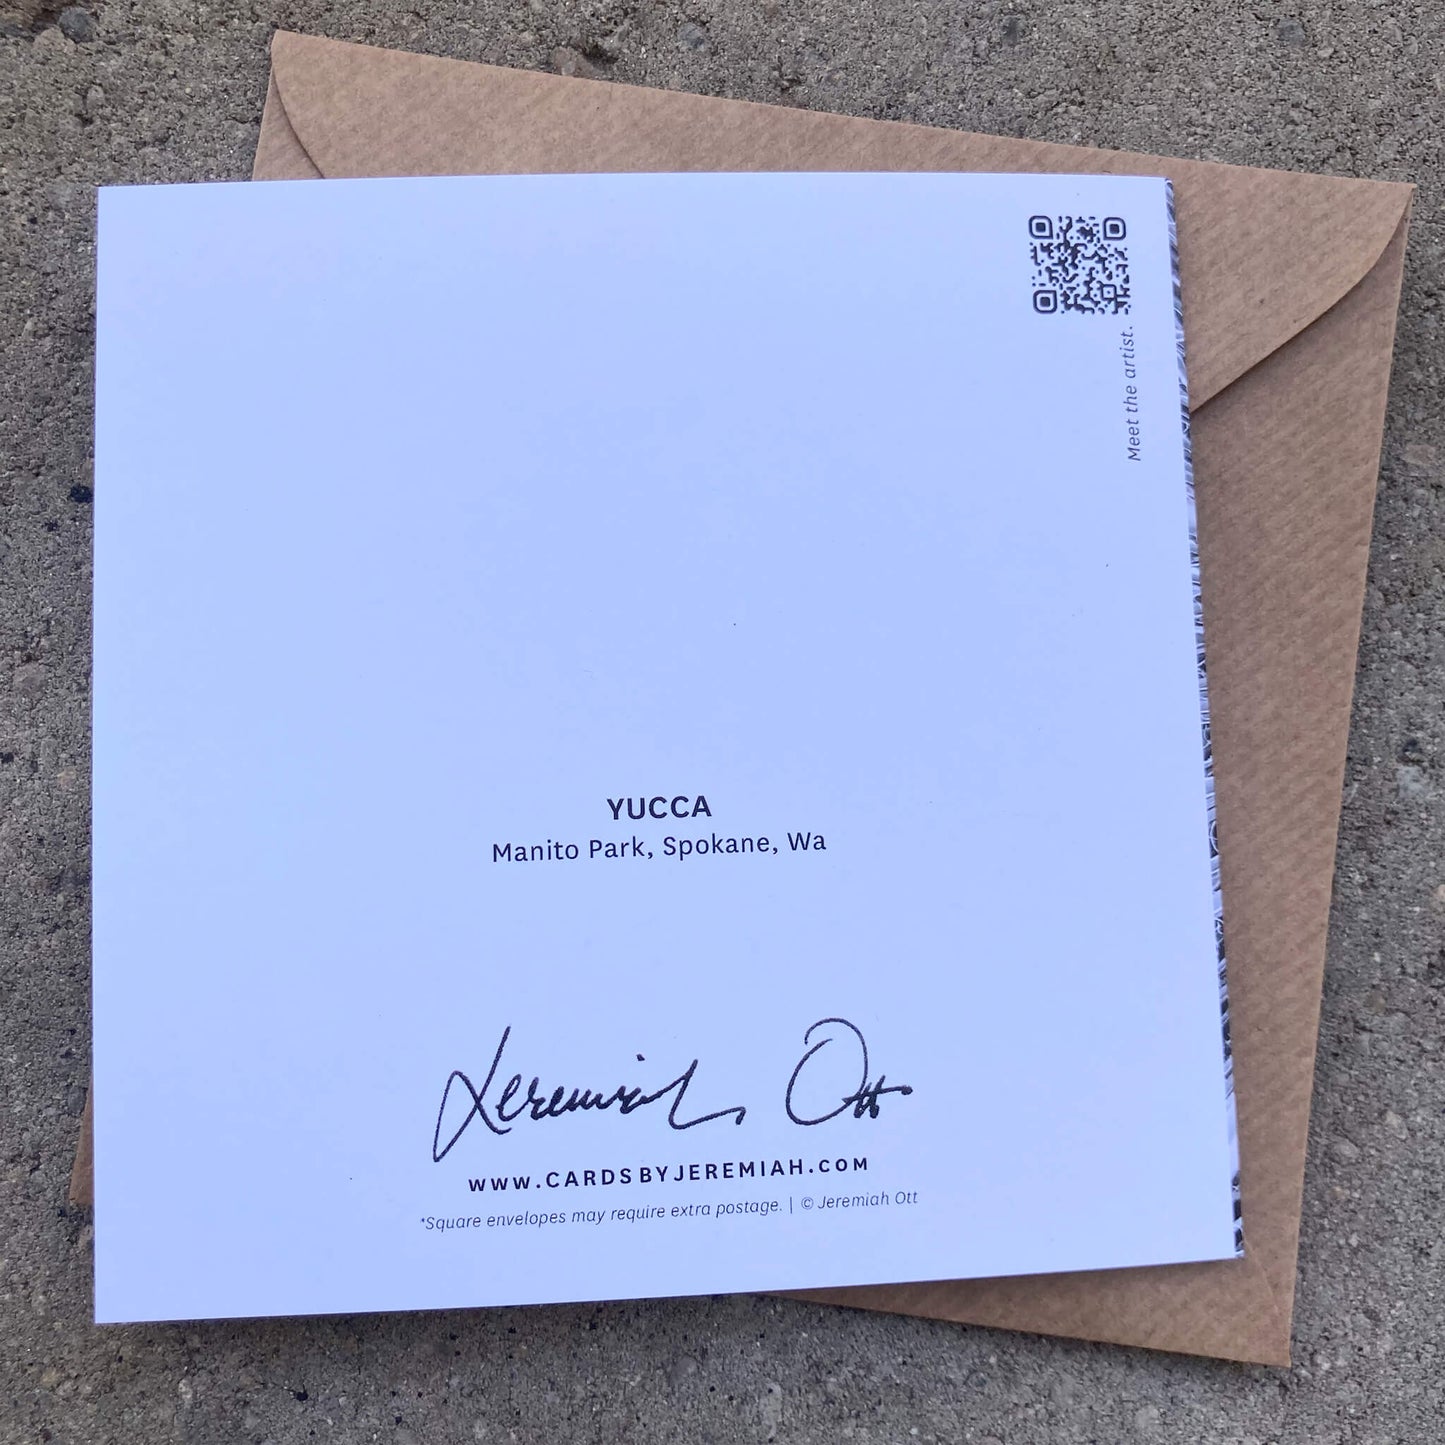 Meet the artist.
YUCCA
Manito Park, Spokane, Wa
Jeremiah Ott
WWW.CARDSBYJEREMIAH.COM
*Square envelopes may require extra postage. | © Jeremiah Ott